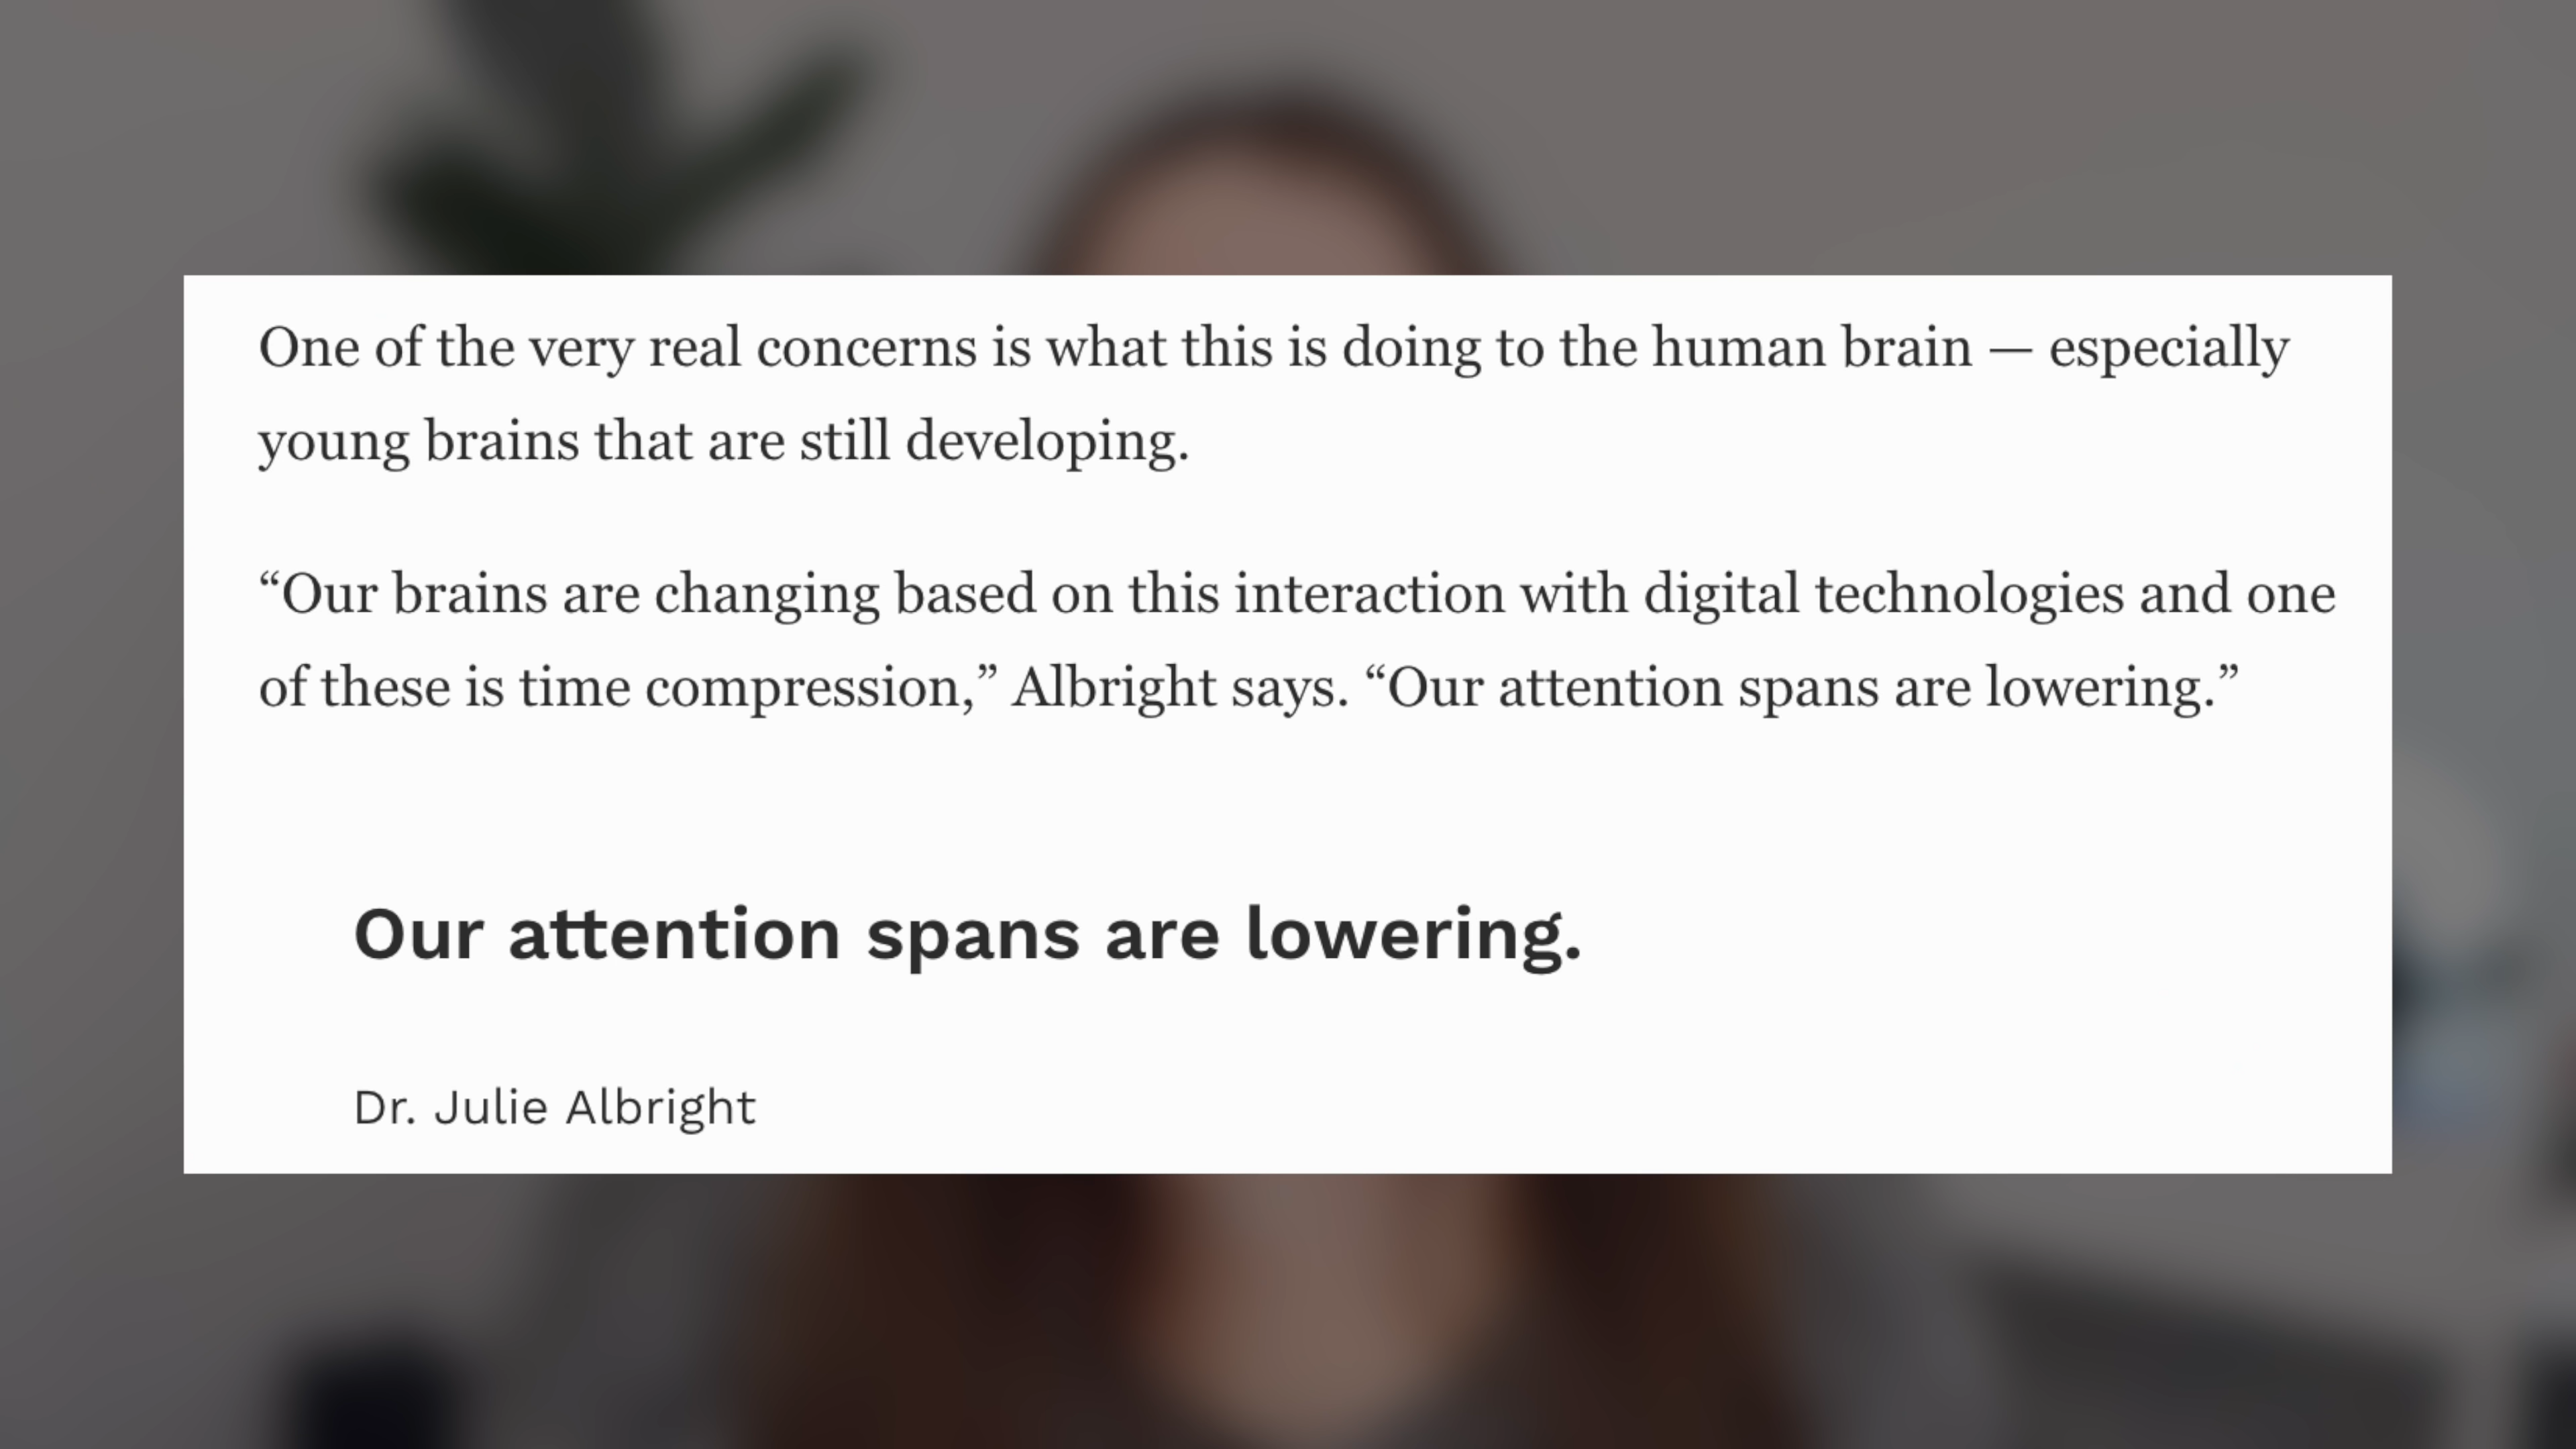 One of the very real concerns is what this is doing to the human brain — especially
young brains that are still developing.
“Our brains are changing based on this interaction with digital technologies and one
of these is time compression,” Albright says. “Our attention spans are lowering.”
Our attention spans are lowering.
Dr. Julie Albright